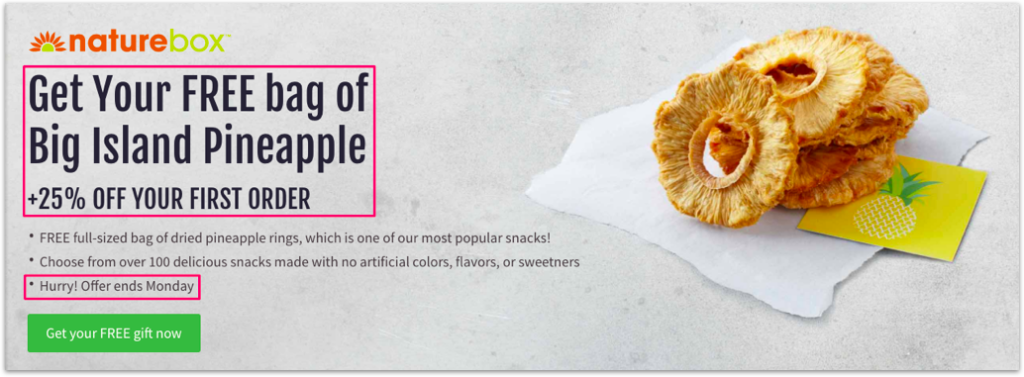 naturebox™
Get Your FREE bag of
Big Island Pineapple
+25% OFF YOUR FIRST ORDER
• FREE full-sized bag of dried pineapple rings, which is one of our most popular snacks!
• Choose from over 100 delicious snacks made with no artificial colors, flavors, or sweetners
• Hurry! Offer ends Monday
Get your FREE gift now